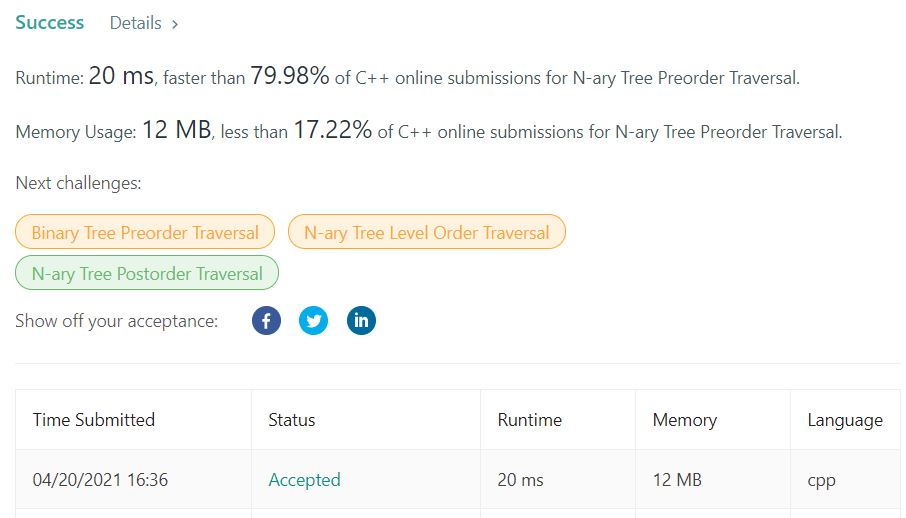 Success Details >
Runtime: 20 ms, faster than 79.98% of C++ online submissions for N-ary Tree Preorder Traversal.
Memory Usage: 12 MB, less than 17.22% of C++ online submissions for N-ary Tree Preorder Traversal.
Next challenges:
Binary Tree Preorder Traversal N-ary Tree Level Order Traversal
N-ary Tree Postorder Traversal
Show off your acceptance: f in
Time Submitted Status Runtime Memory Language
04/20/2021 16:36 Accepted 20 ms 12 MB cpp